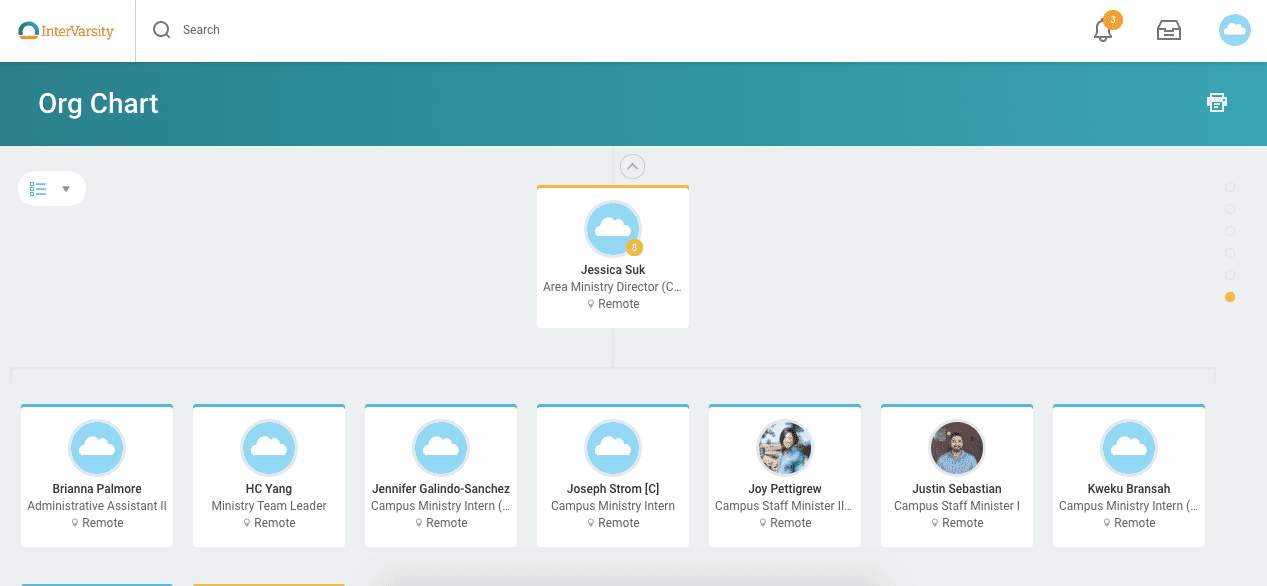 InterVarsity
Search
3
Org Chart
8
Jessica Suk
Area Ministry Director (C...
Remote
Brianna Palmore
Administrative Assistant II
Remote
HC Yang
Ministry Team Leader
Remote
Jennifer Galindo-Sanchez
Campus Ministry Intern (...
Remote
Joseph Strom [C]
Campus Ministry Intern
Remote
Joy Pettigrew
Campus Staff Minister II...
Remote
Justin Sebastian
Campus Staff Minister I
Remote
Kweku Bransah
Campus Ministry Intern (...
Remote